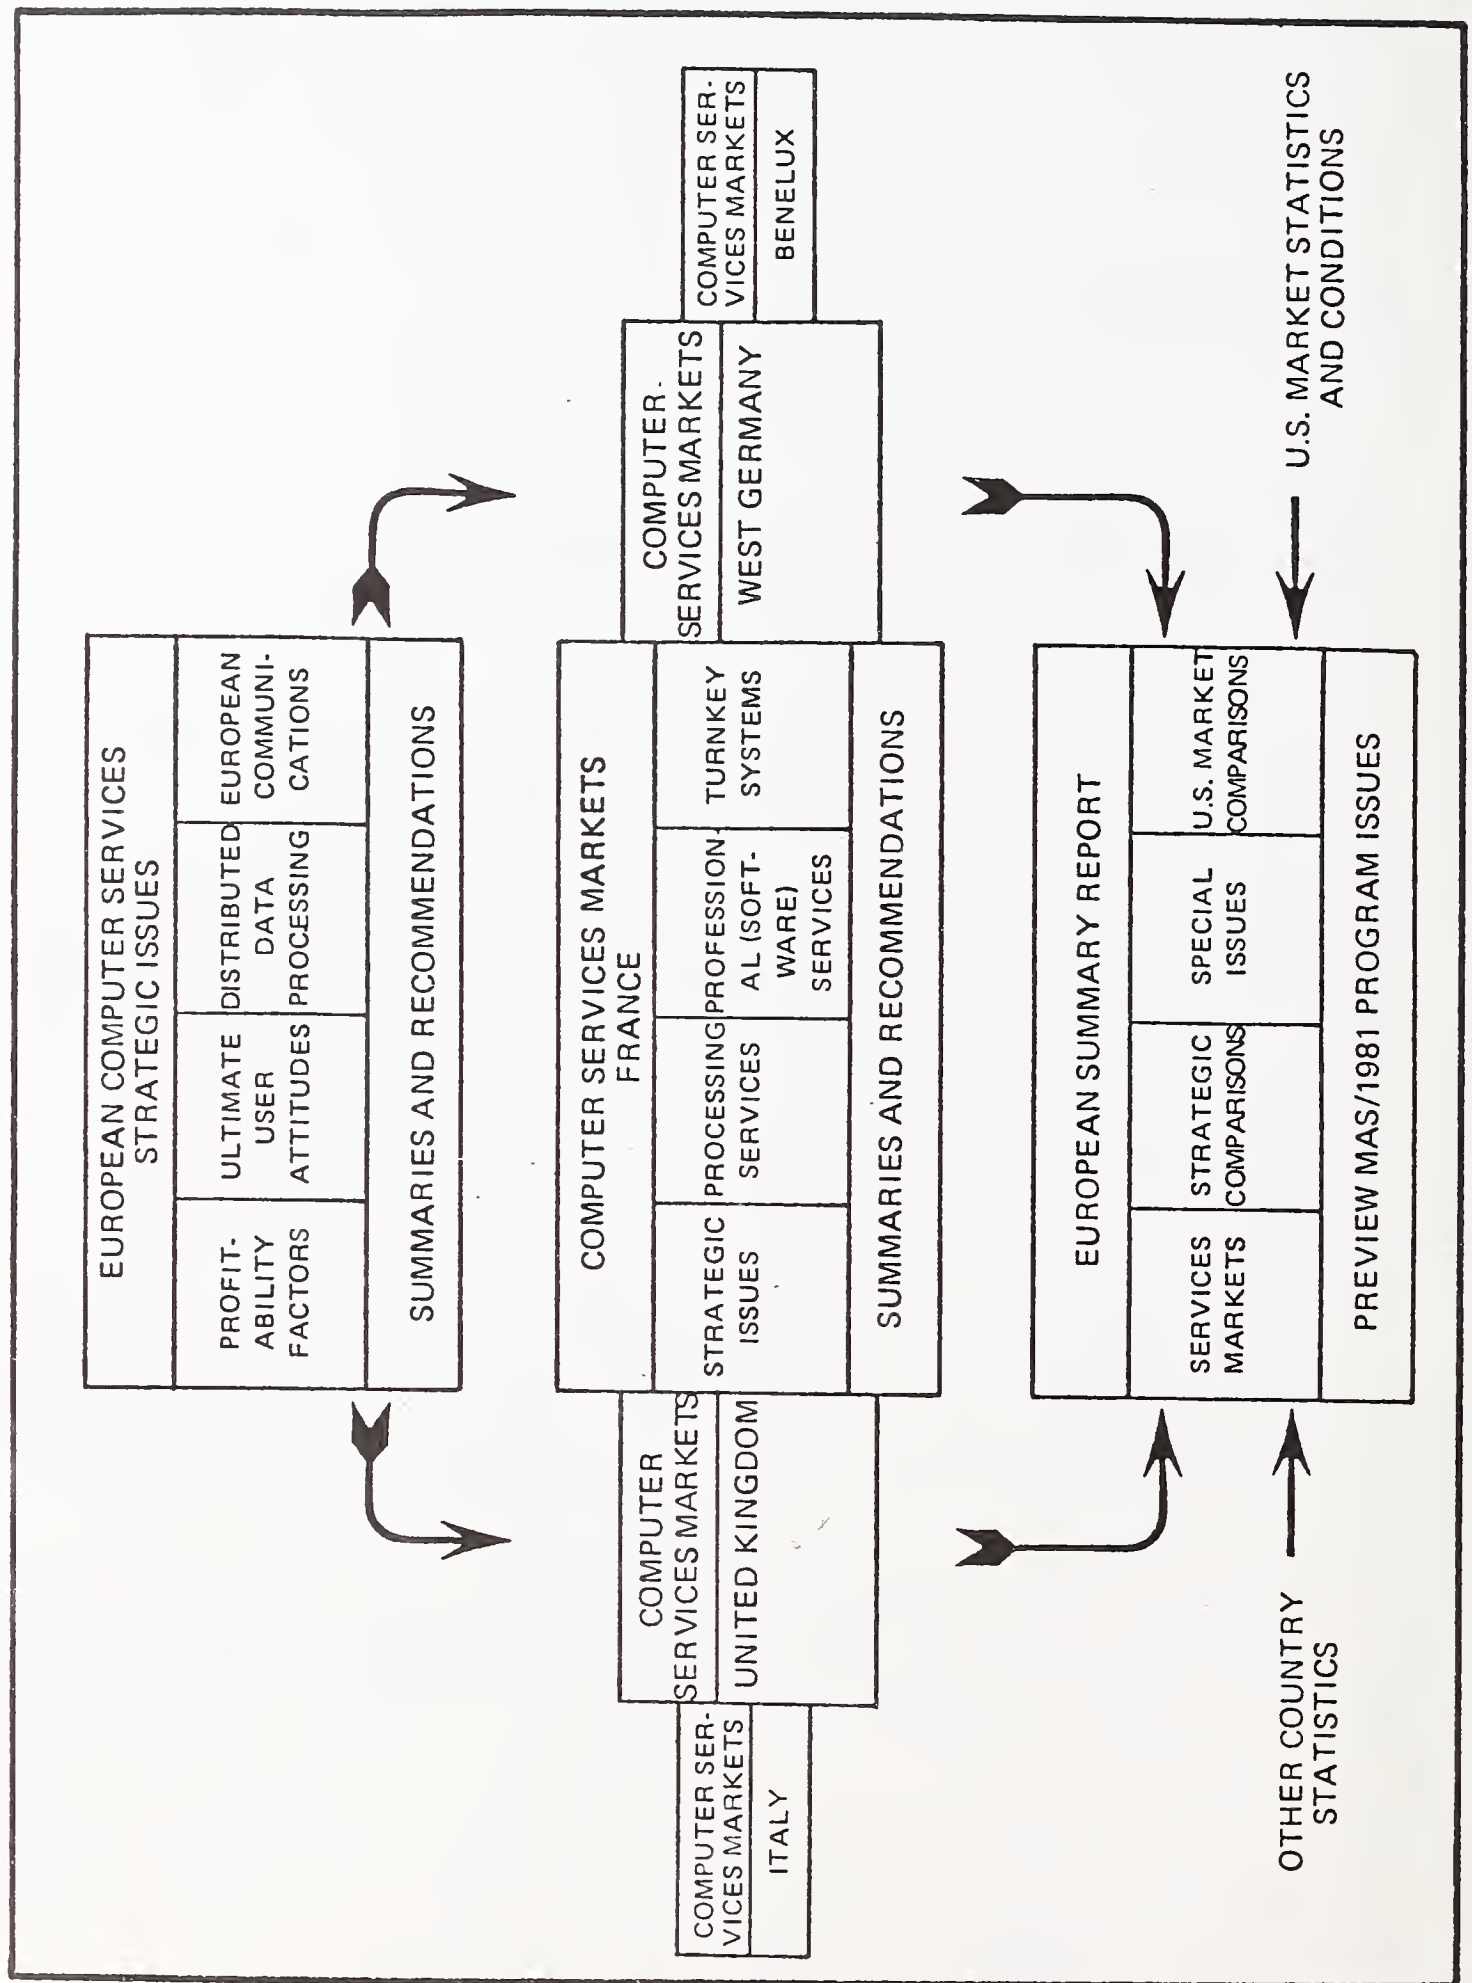 EUROPEAN COMPUTER SERVICES
STRATEGIC ISSUES
PROFIT-
ABILITY
FACTORS
ULTIMATE
USER
ATTITUDES
DISTRIBUTED
DATA
PROCESSING
EUROPEAN
COMMUNI-
CATIONS
SUMMARIES AND RECOMMENDATIONS
COMPUTER SER-
VICES MARKETS
ITALY
COMPUTER
SERVICES MARKETS
UNITED KINGDOM
COMPUTER SERVICES MARKETS
FRANCE
STRATEGIC
ISSUES
PROCESSING
SERVICES
PROFESSION-
AL (SOFT-
WARE)
SERVICES
TURNKEY
SYSTEMS
SUMMARIES AND RECOMMENDATIONS
COMPUTER
SERVICES MARKETS
WEST GERMANY
COMPUTER SER-
VICES MARKETS
BENELUX
EUROPEAN SUMMARY REPORT
SERVICES
MARKETS
STRATEGIC
COMPARISONS
SPECIAL
ISSUES
U.S. MARKET
COMPARISONS
PREVIEW MAS/1981 PROGRAM ISSUES
OTHER COUNTRY
STATISTICS
U.S. MARKET STATISTICS
AND CONDITIONS